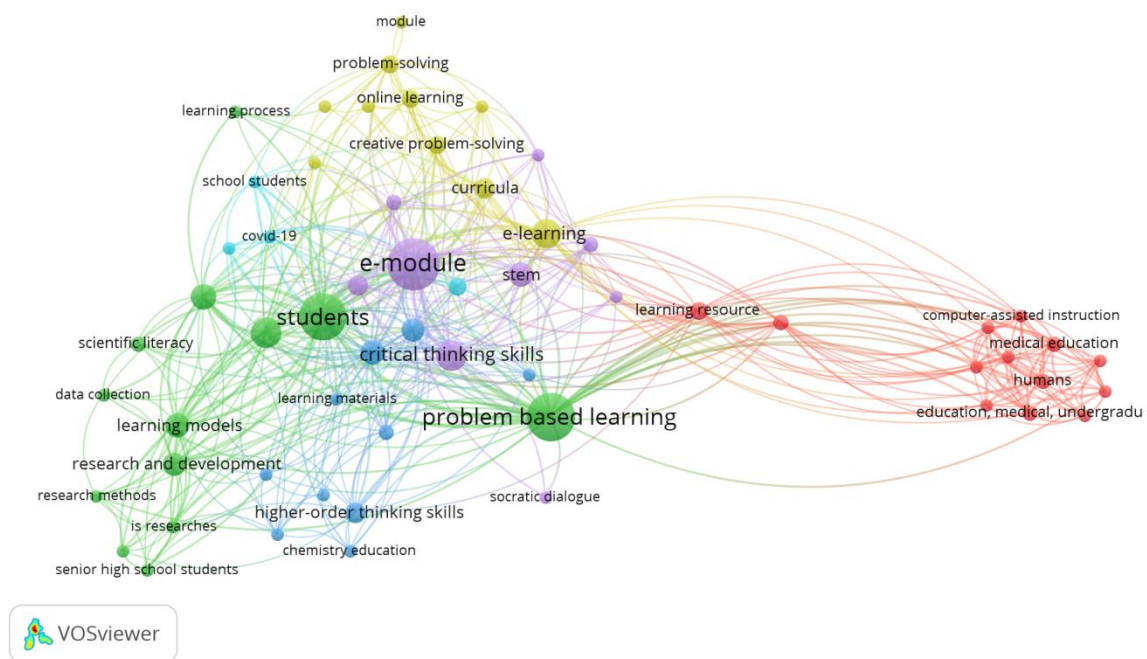 module
problem-solving
online learning
learning process
creative problem-solving
school students
curricula
covid-19
e-learning
e-module
stem
learning resource
students
computer-assisted instruction
scientific literacy
medical education
critical thinking skills
humans
data collection
learning materials
education, medical, undergradu
problem based learning
learning models
research and development
research methods
socratic dialogue
higher-order thinking skills
is researches
chemistry education
senior high school students
VOSviewer